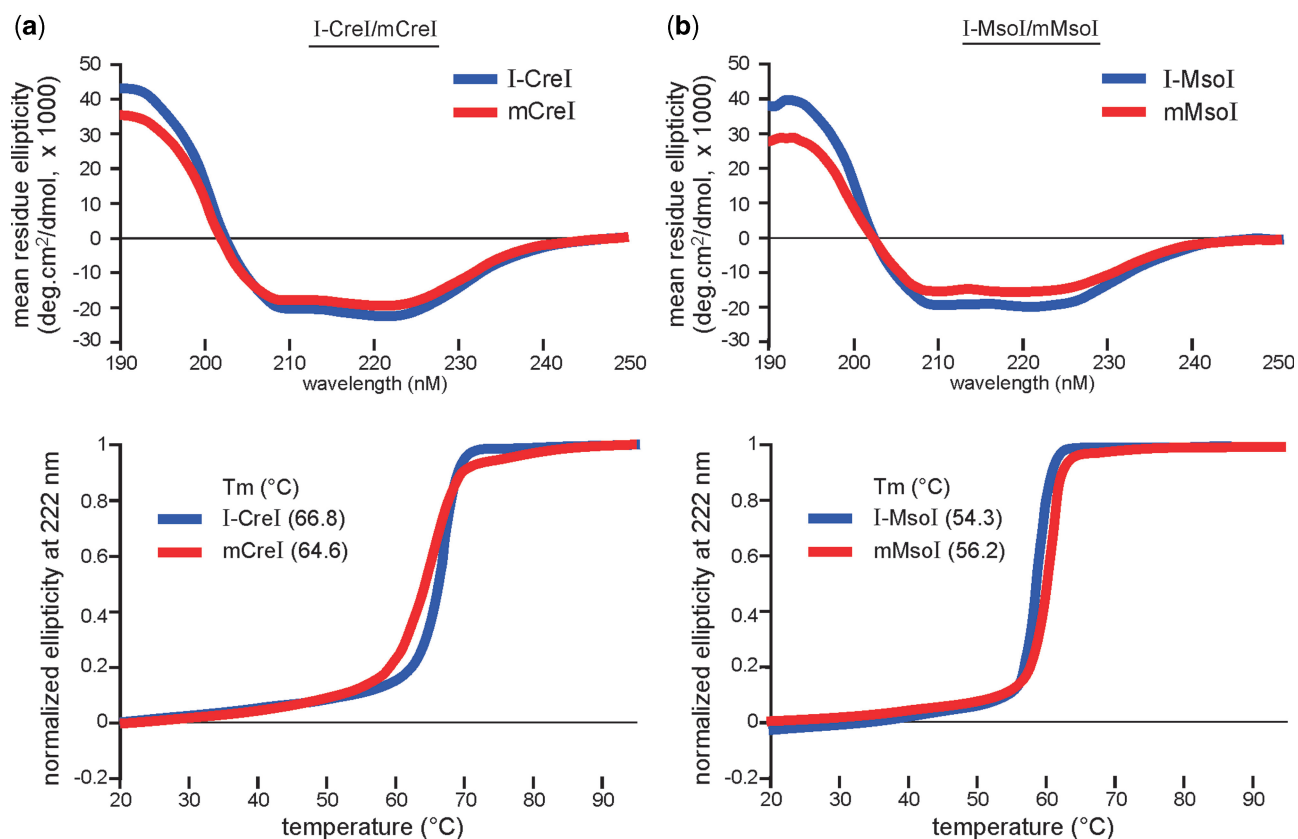 (a)
I-CreI/mCreI
mean residue ellipticity
(deg.cm²/dmol, x 1000)
50
40
30
20
10
0
-10
-20
-30
I-CreI
mCreI
190 200 210 220 230 240 250
wavelength (nM)
normalized ellipticity at 222 nm
1
0.8
0.6
0.4
0.2
0
-0.2
Tm (°C)
I-CreI (66.8)
mCreI (64.6)
20 30 40 50 60 70 80 90
temperature (°C)
(b)
I-MsoI/mMsoI
mean residue ellipticity
(deg.cm²/dmol, x 1000)
50
40
30
20
10
0
-10
-20
-30
I-MsoI
mMsoI
190 200 210 220 230 240 250
wavelength (nM)
normalized ellipticity at 222 nm
1
0.8
0.6
0.4
0.2
0
-0.2
Tm (°C)
I-MsoI (54.3)
mMsoI (56.2)
20 30 40 50 60 70 80 90
temperature (°C)